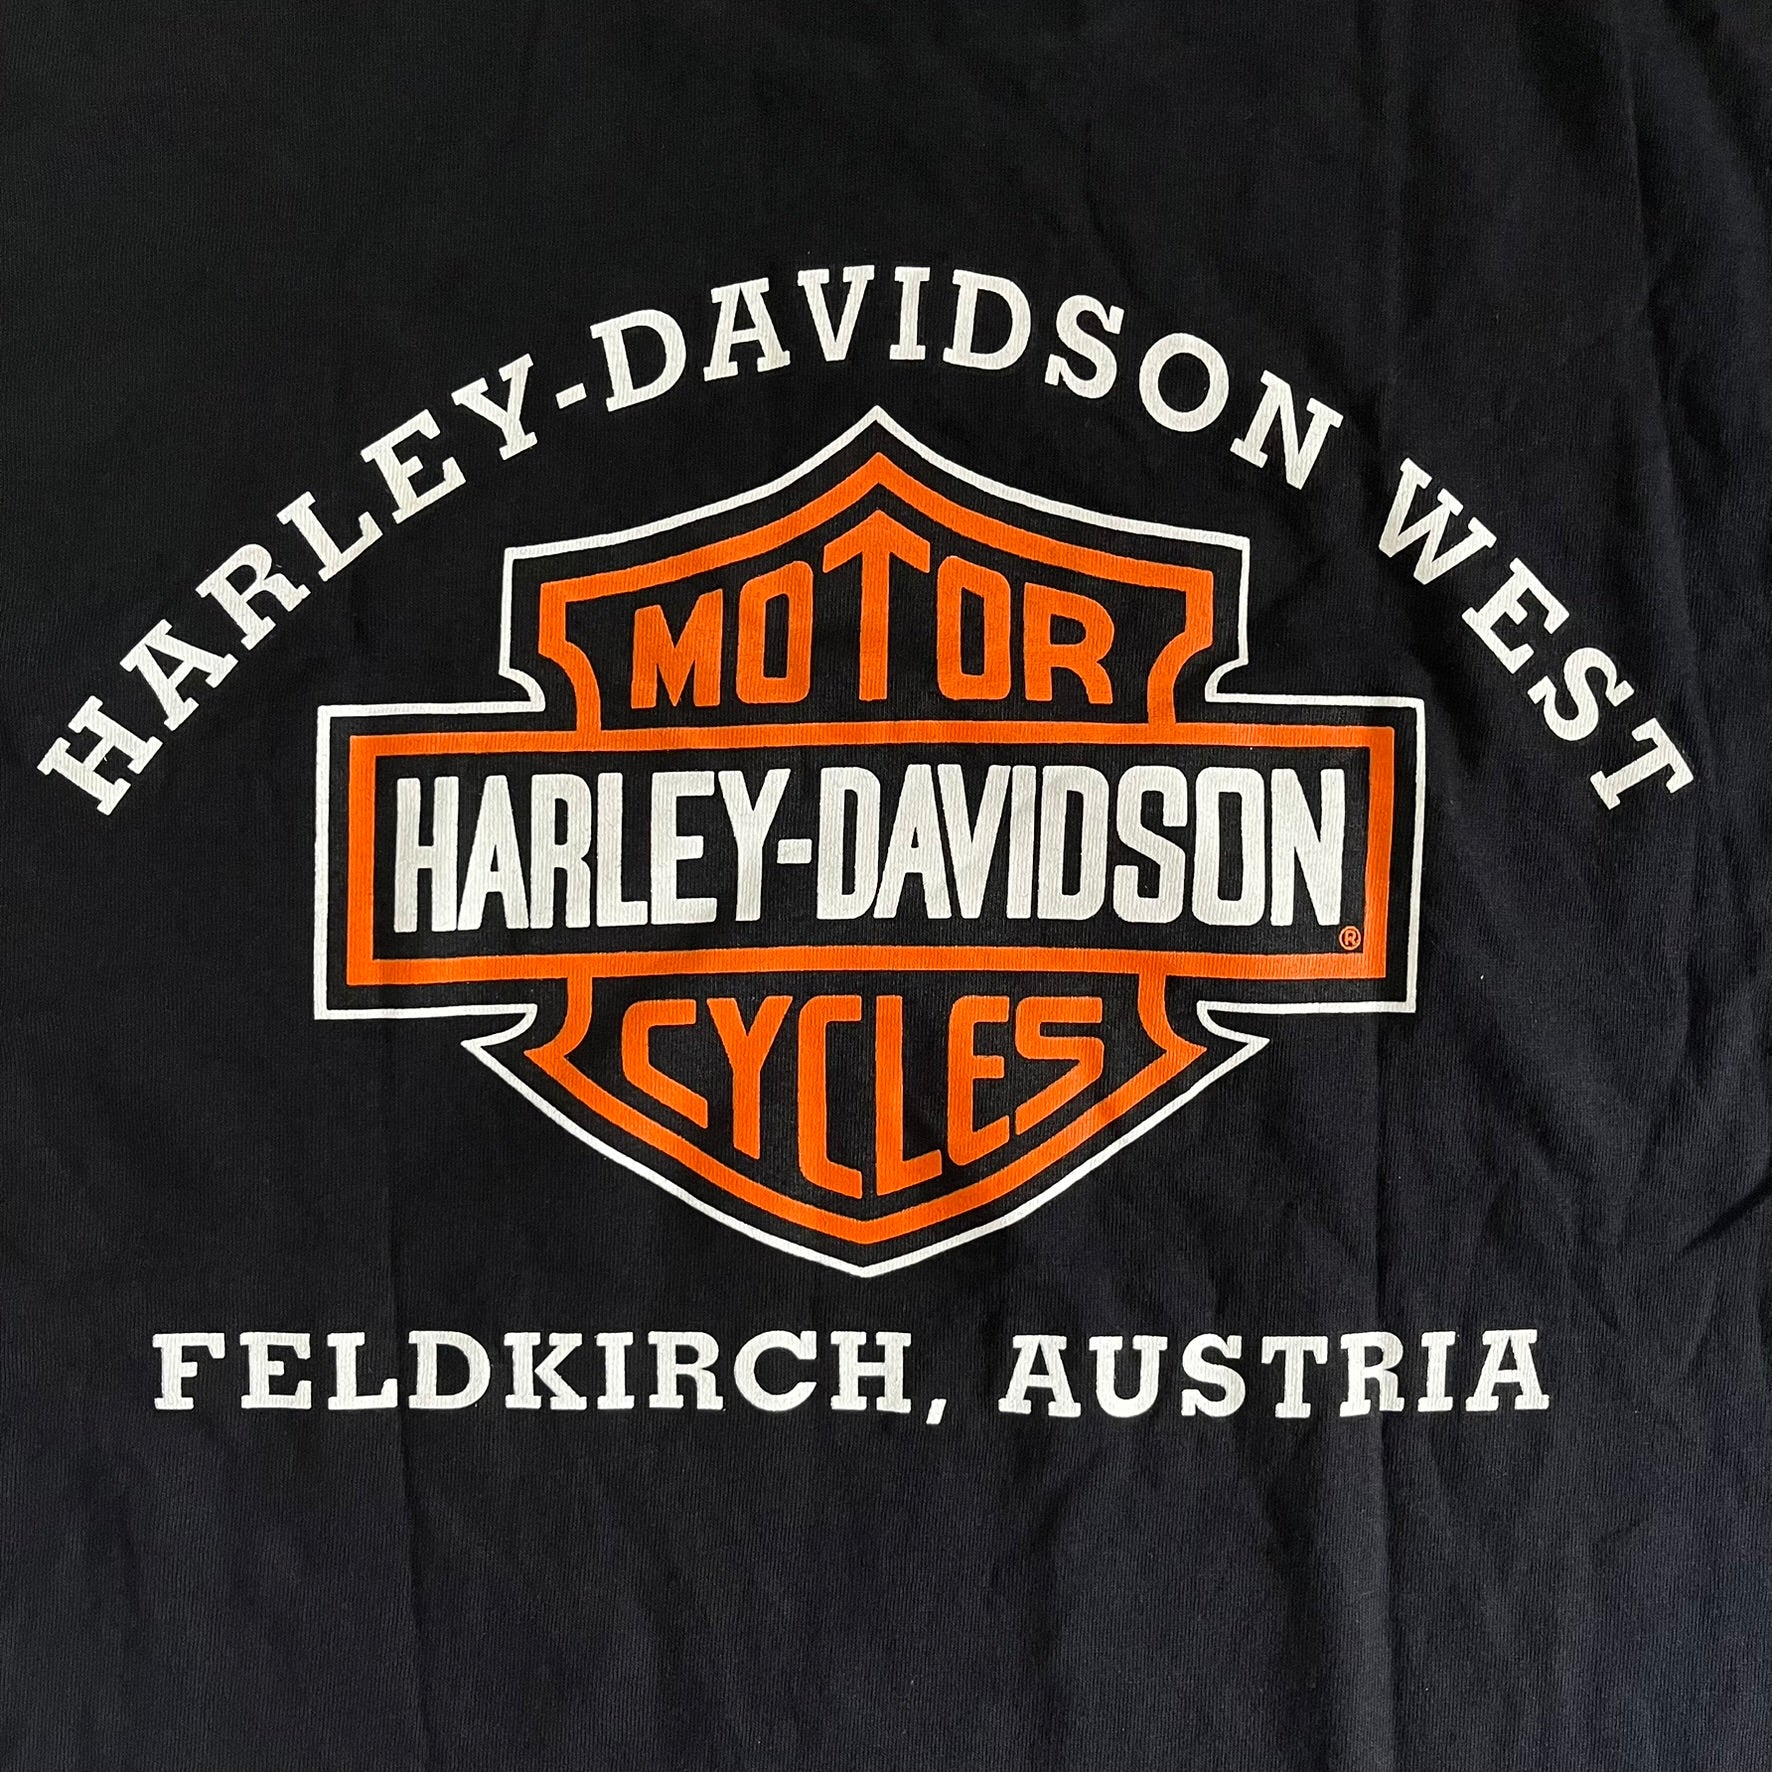 HARLEY-DAVIDSON WEST
MOTOR
HARLEY-DAVIDSON®
CYCLES
FELDKIRCH, AUSTRIA